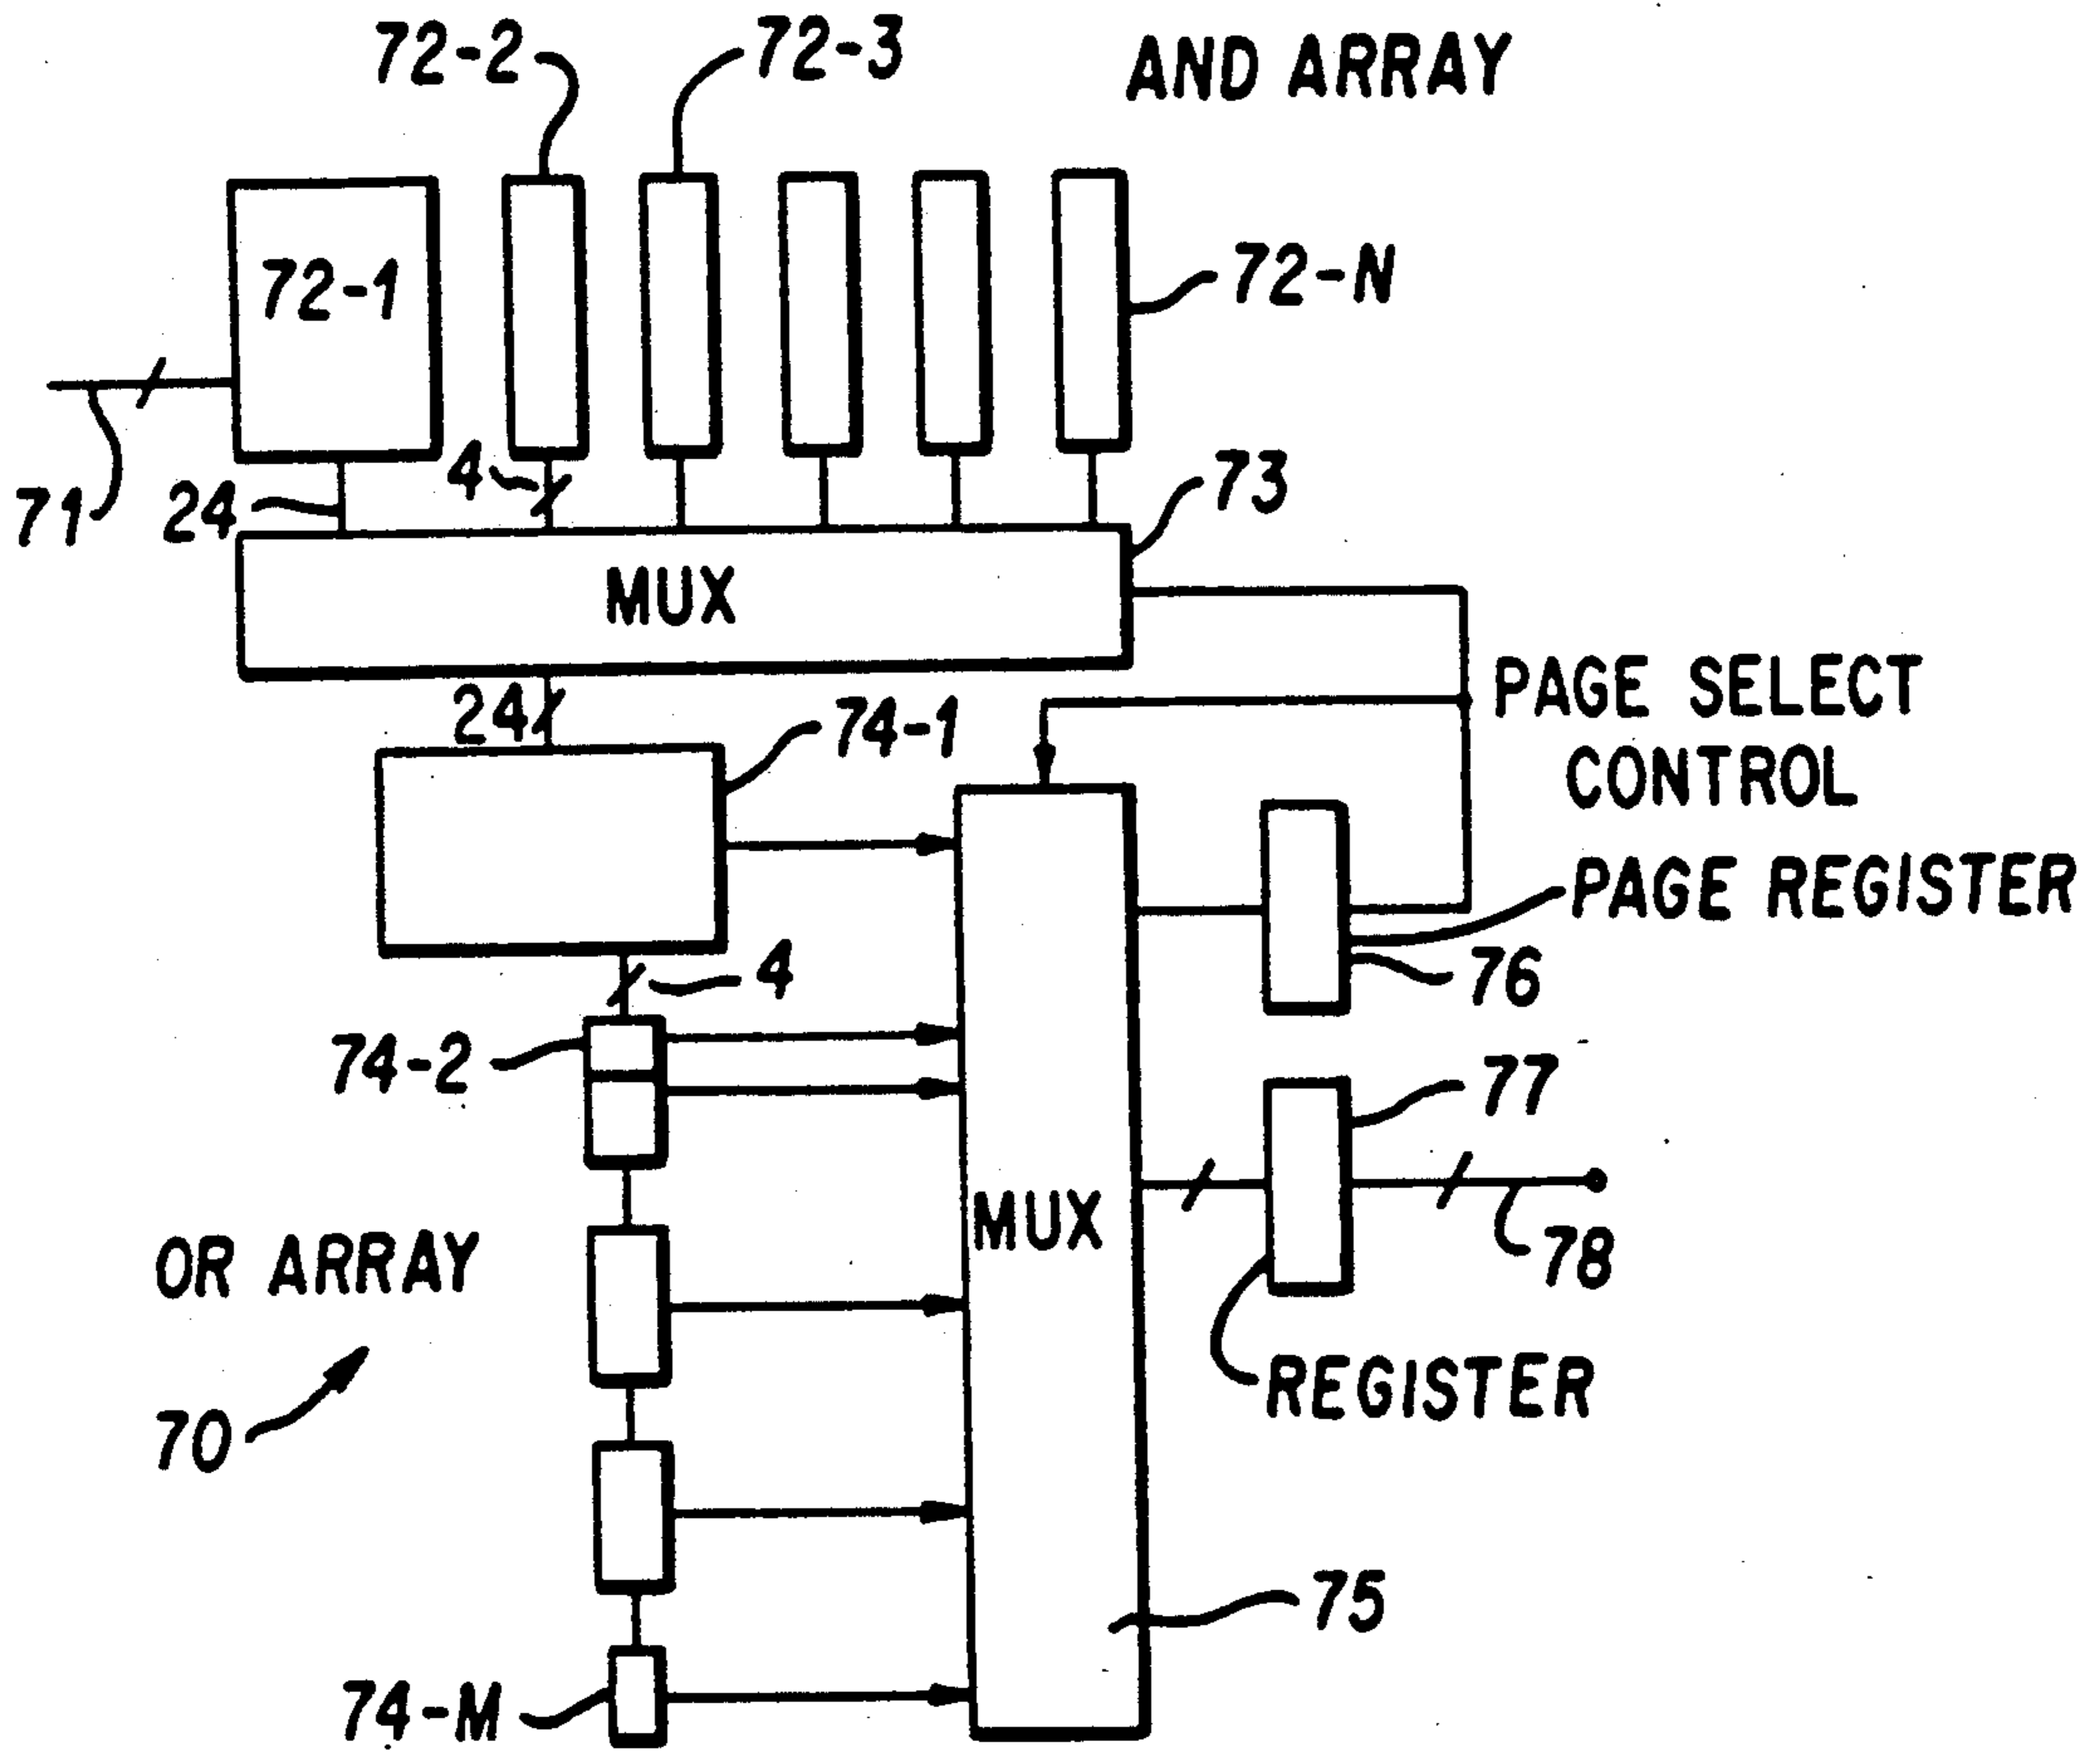 72-2
72-3
AND ARRAY
72-1
72-N
71
24
4
73
MUX
24
74-1
PAGE SELECT
CONTROL
PAGE REGISTER
76
4
74-2
77
MUX
78
OR ARRAY
REGISTER
70
75
74-M